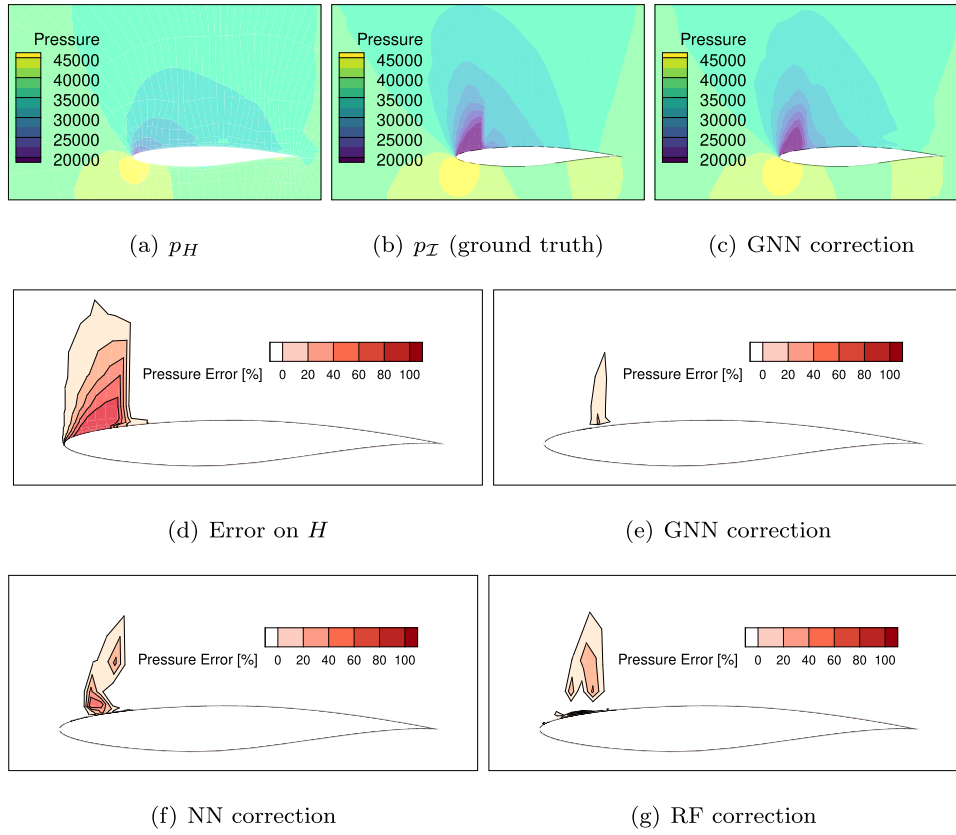 Pressure
45000
40000
35000
30000
25000
20000
Pressure
45000
40000
35000
30000
25000
20000
Pressure
45000
40000
35000
30000
25000
20000
(a) p_H
(b) p_ℐ (ground truth)
(c) GNN correction
Pressure Error [%] 0 20 40 60 80 100
Pressure Error [%] 0 20 40 60 80 100
(d) Error on H
(e) GNN correction
Pressure Error [%] 0 20 40 60 80 100
Pressure Error [%] 0 20 40 60 80 100
(f) NN correction
(g) RF correction